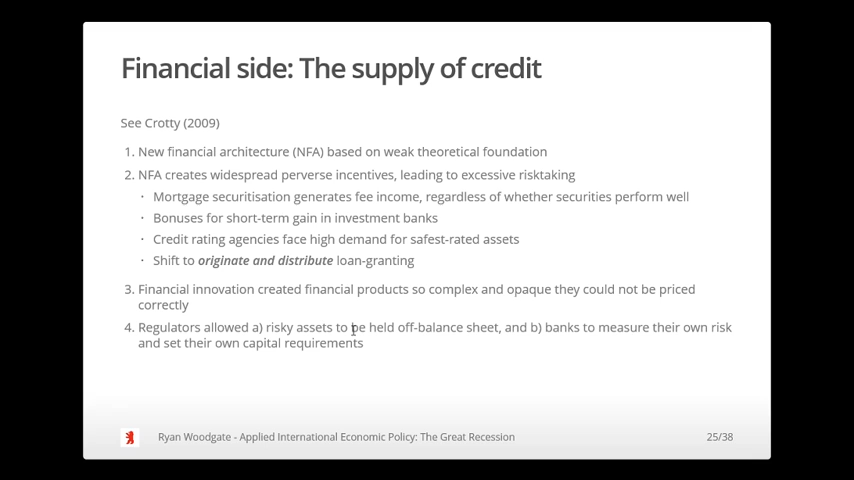 Financial side: The supply of credit
See Crotty (2009)
1. New financial architecture (NFA) based on weak theoretical foundation
2. NFA creates widespread perverse incentives, leading to excessive risktaking
· Mortgage securitisation generates fee income, regardless of whether securities perform well
· Bonuses for short-term gain in investment banks
· Credit rating agencies face high demand for safest-rated assets
· Shift to originate and distribute loan-granting
3. Financial innovation created financial products so complex and opaque they could not be priced
correctly
4. Regulators allowed a) risky assets to be held off-balance sheet, and b) banks to measure their own risk
and set their own capital requirements
Ryan Woodgate - Applied International Economic Policy: The Great Recession
25/38